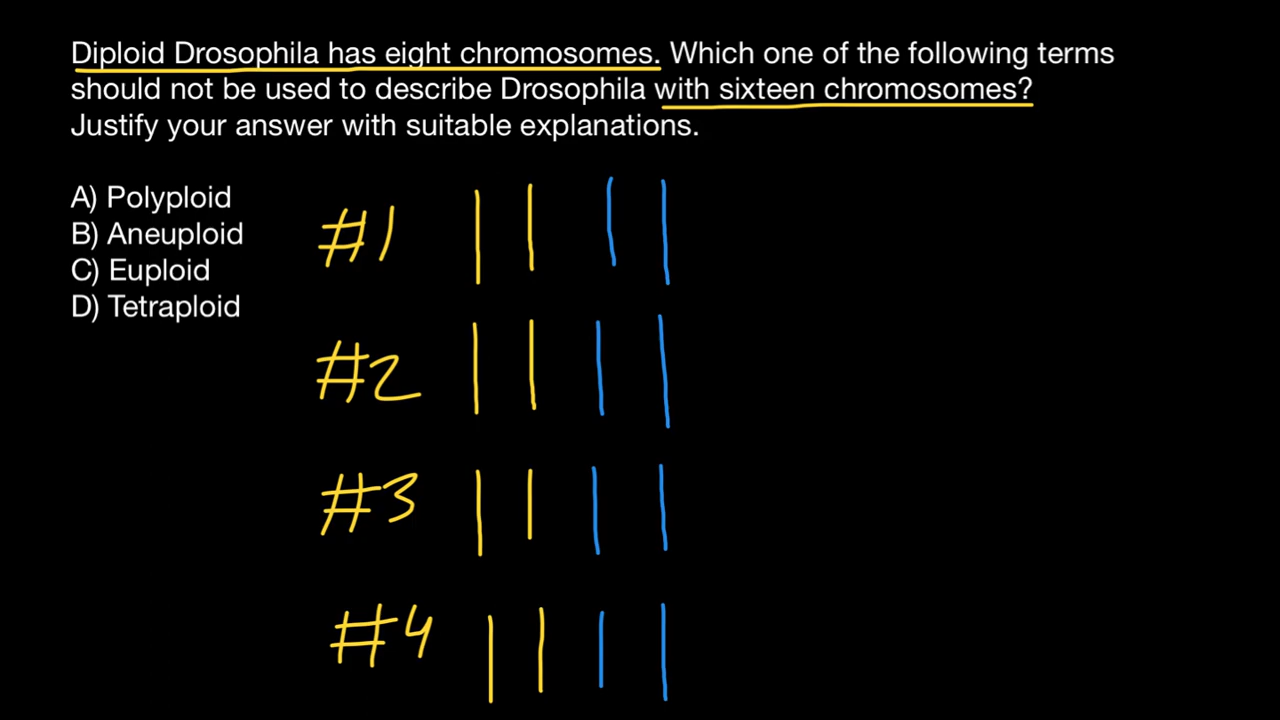 Diploid Drosophila has eight chromosomes. Which one of the following terms
should not be used to describe Drosophila with sixteen chromosomes?
Justify your answer with suitable explanations.
A) Polyploid
B) Aneuploid
C) Euploid
D) Tetraploid
#1
#2
#3
#4